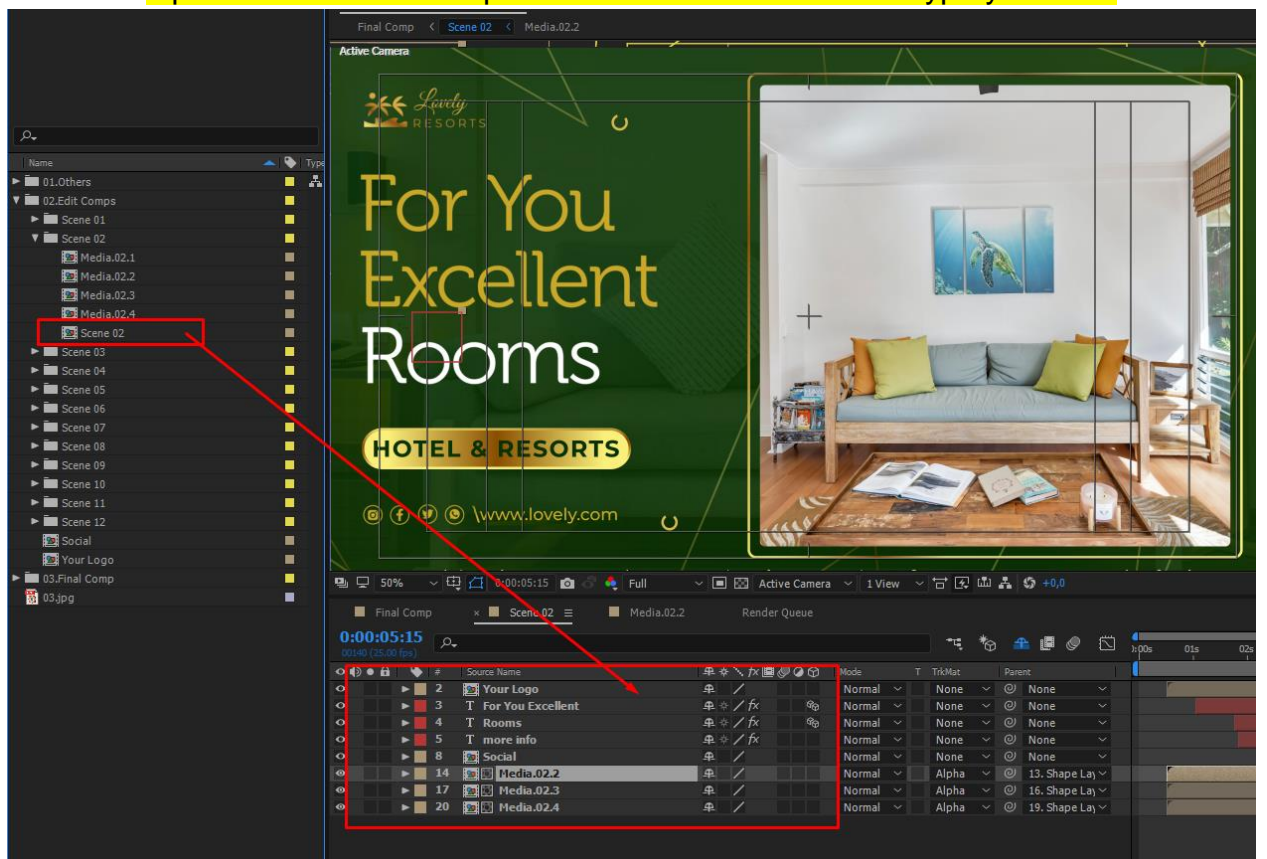 Final Comp < Scene 02 < Media.02.2
Active Camera
Lovely
RESORTS
For You
Excellent
Rooms
HOTEL & RESORTS
\www.lovely.com
Name Type
01.Others
02.Edit Comps
Scene 01
Scene 02
Media.02.1
Media.02.2
Media.02.3
Media.02.4
Scene 02
Scene 03
Scene 04
Scene 05
Scene 06
Scene 07
Scene 08
Scene 09
Scene 10
Scene 11
Scene 12
Social
Your Logo
03.Final Comp
03.jpg
50% 0:00:05:15 Full Active Camera 1 View +0,0
Final Comp × Scene 02 Media.02.2 Render Queue
0:00:05:15
00140 (25.00 fps)
01s 02s
# Source Name Mode T TrkMat Parent
2 Your Logo Normal None None
3 T For You Excellent fx Normal None None
4 T Rooms fx Normal None None
5 T more info fx Normal None None
8 Social Normal None None
14 Media.02.2 Normal Alpha 13. Shape Lay
17 Media.02.3 Normal Alpha 16. Shape Lay
20 Media.02.4 Normal Alpha 19. Shape Lay